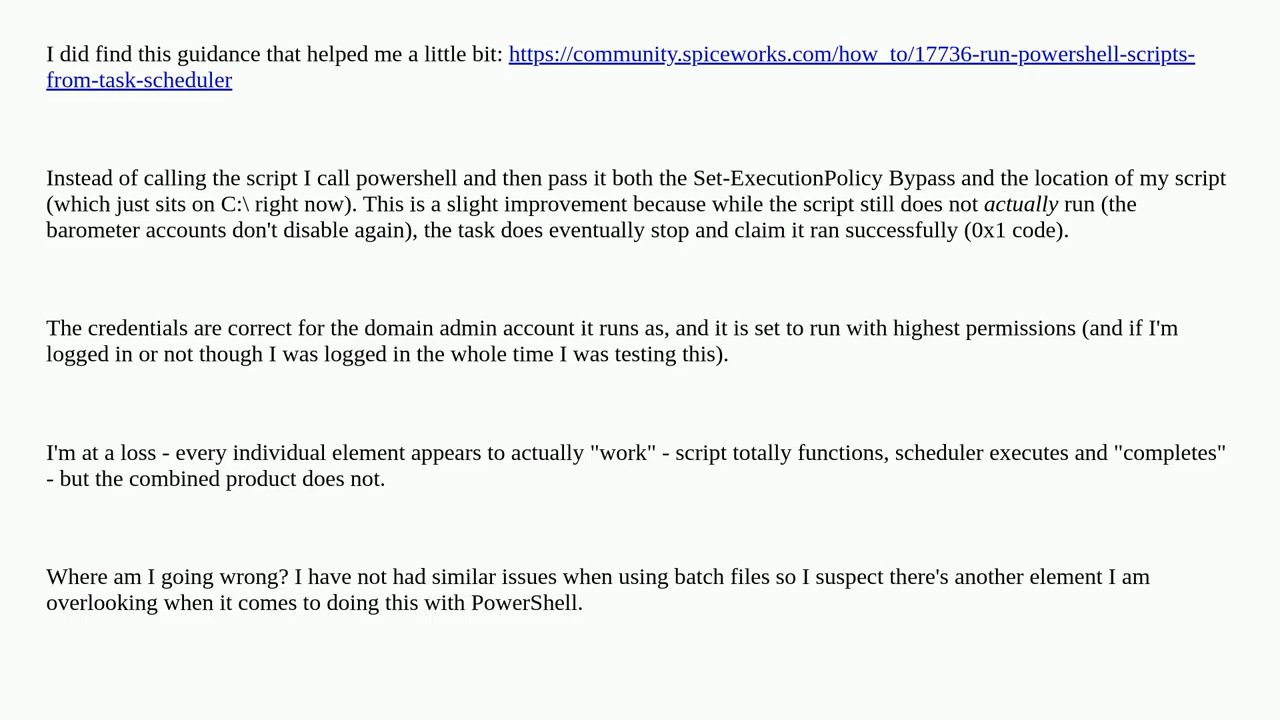 I did find this guidance that helped me a little bit: https://community.spiceworks.com/how_to/17736-run-powershell-scripts-
from-task-scheduler
Instead of calling the script I call powershell and then pass it both the Set-ExecutionPolicy Bypass and the location of my script
(which just sits on C:\ right now). This is a slight improvement because while the script still does not actually run (the
barometer accounts don't disable again), the task does eventually stop and claim it ran successfully (0x1 code).
The credentials are correct for the domain admin account it runs as, and it is set to run with highest permissions (and if I'm
logged in or not though I was logged in the whole time I was testing this).
I'm at a loss - every individual element appears to actually "work" - script totally functions, scheduler executes and "completes"
- but the combined product does not.
Where am I going wrong? I have not had similar issues when using batch files so I suspect there's another element I am
overlooking when it comes to doing this with PowerShell.